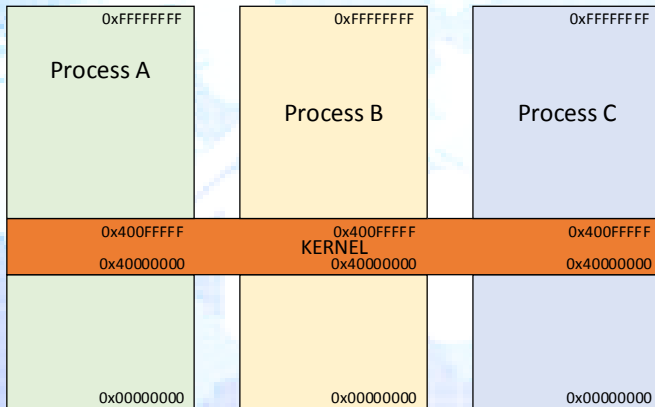 0xFFFFFFFF 0xFFFFFFFF 0xFFFFFFFF
Process A
Process B Process C
0x400FFFFF 0x400FFFFF 0x400FFFFF
KERNEL
0x40000000 0x40000000 0x40000000
0x00000000 0x00000000 0x00000000